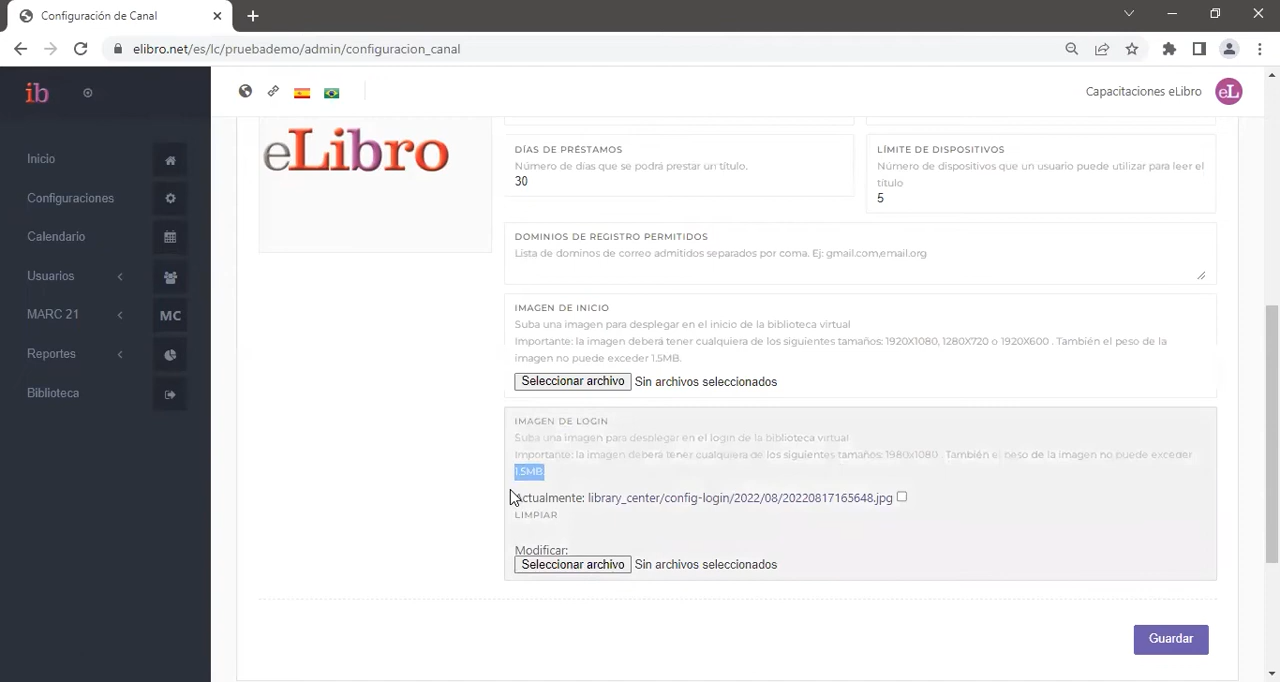 Configuración de Canal
elibro.net/es/lc/pruebademo/admin/configuracion_canal
ib
Capacitaciones eLibro
eL
Inicio
Configuraciones
Calendario
Usuarios
MARC 21
MC
Reportes
Biblioteca
eLibro
DÍAS DE PRÉSTAMOS
Número de días que se podrá prestar un título.
30
LÍMITE DE DISPOSITIVOS
Número de dispositivos que un usuario puede utilizar para leer el
título
5
DOMINIOS DE REGISTRO PERMITIDOS
Lista de dominos de correo admitidos separados por coma. Ej: gmail.com,email.org
IMAGEN DE INICIO
Suba una imagen para desplegar en el inicio de la biblioteca virtual
Importante: la imagen deberá tener cualquiera de los siguientes tamaños: 1920X1080, 1280X720 o 1920X600 . También el peso de la
imagen no puede exceder 1.5MB.
Seleccionar archivo Sin archivos seleccionados
IMAGEN DE LOGIN
Suba una imagen para desplegar en el login de la biblioteca virtual
Importante: la imagen deberá tener cualquiera de los siguientes tamaños: 1980x1080 . También el peso de la imagen no puede exceder
1.5MB.
Actualmente: library_center/config-login/2022/08/20220817165648.jpg
LIMPIAR
Modificar:
Seleccionar archivo Sin archivos seleccionados
Guardar